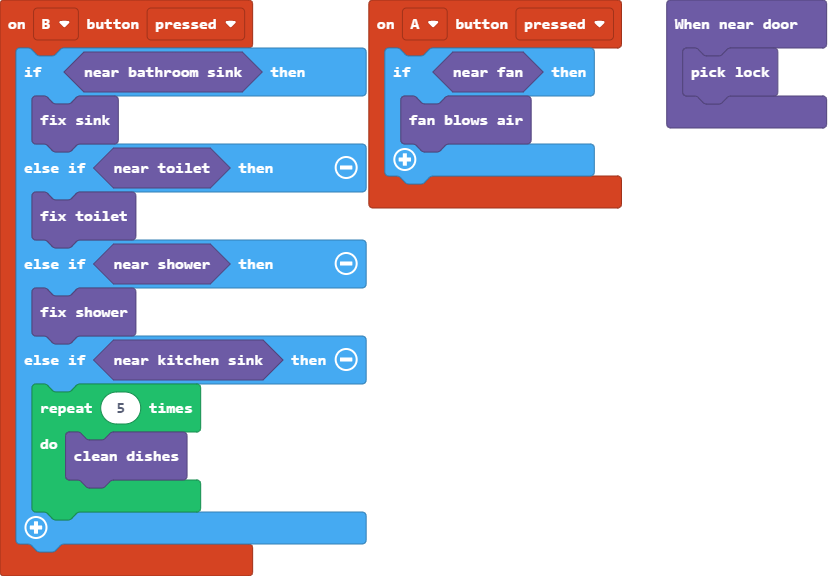 on B button pressed
if near bathroom sink then
fix sink
else if near toilet then
fix toilet
else if near shower then
fix shower
else if near kitchen sink then
repeat 5 times
do
clean dishes
on A button pressed
if near fan then
fan blows air
When near door
pick lock